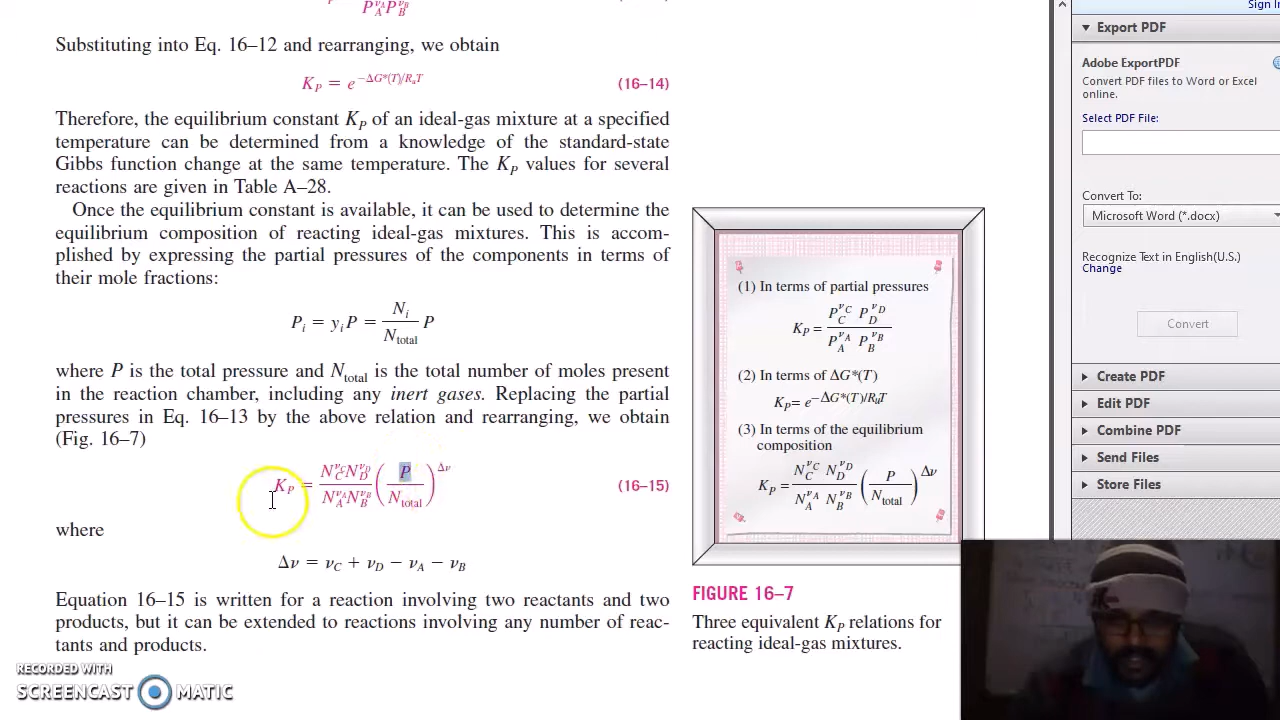 P_A^{ν_A} P_B^{ν_B}
Substituting into Eq. 16–12 and rearranging, we obtain
K_P = e^{−ΔG*(T)/R_uT} (16–14)
Therefore, the equilibrium constant K_P of an ideal-gas mixture at a specified
temperature can be determined from a knowledge of the standard-state
Gibbs function change at the same temperature. The K_P values for several
reactions are given in Table A–28.
Once the equilibrium constant is available, it can be used to determine the
equilibrium composition of reacting ideal-gas mixtures. This is accom-
plished by expressing the partial pressures of the components in terms of
their mole fractions:
P_i = y_i P = N_i / N_total P
where P is the total pressure and N_total is the total number of moles present
in the reaction chamber, including any inert gases. Replacing the partial
pressures in Eq. 16–13 by the above relation and rearranging, we obtain
(Fig. 16–7)
K_P = N_C^{ν_C} N_D^{ν_D} / N_A^{ν_A} N_B^{ν_B} (P / N_total)^{Δν} (16–15)
where
Δν = ν_C + ν_D − ν_A − ν_B
Equation 16–15 is written for a reaction involving two reactants and two
products, but it can be extended to reactions involving any number of reac-
tants and products.
(1) In terms of partial pressures
K_P = P_C^{ν_C} P_D^{ν_D} / P_A^{ν_A} P_B^{ν_B}
(2) In terms of ΔG*(T)
K_P = e^{−ΔG*(T)/R_uT}
(3) In terms of the equilibrium
composition
K_P = N_C^{ν_C} N_D^{ν_D} / N_A^{ν_A} N_B^{ν_B} (P / N_total)^{Δν}
FIGURE 16–7
Three equivalent K_P relations for
reacting ideal-gas mixtures.
Sign In
Export PDF
Adobe ExportPDF
Convert PDF files to Word or Excel
online.
Select PDF File:
Convert To:
Microsoft Word (*.docx)
Recognize Text in English(U.S.)
Change
Convert
Create PDF
Edit PDF
Combine PDF
Send Files
Store Files
RECORDED WITH
SCREENCAST MATIC